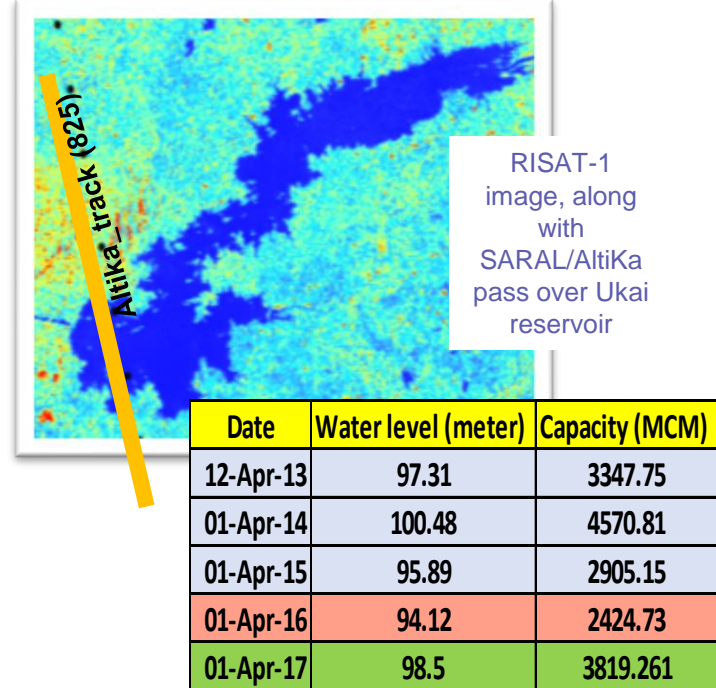 Altika_ track (825)
RISAT-1
image, along
with
SARAL/AltiKa
pass over Ukai
reservoir
Date Water level (meter) Capacity (MCM)
12-Apr-13 97.31 3347.75
01-Apr-14 100.48 4570.81
01-Apr-15 95.89 2905.15
01-Apr-16 94.12 2424.73
01-Apr-17 98.5 3819.261